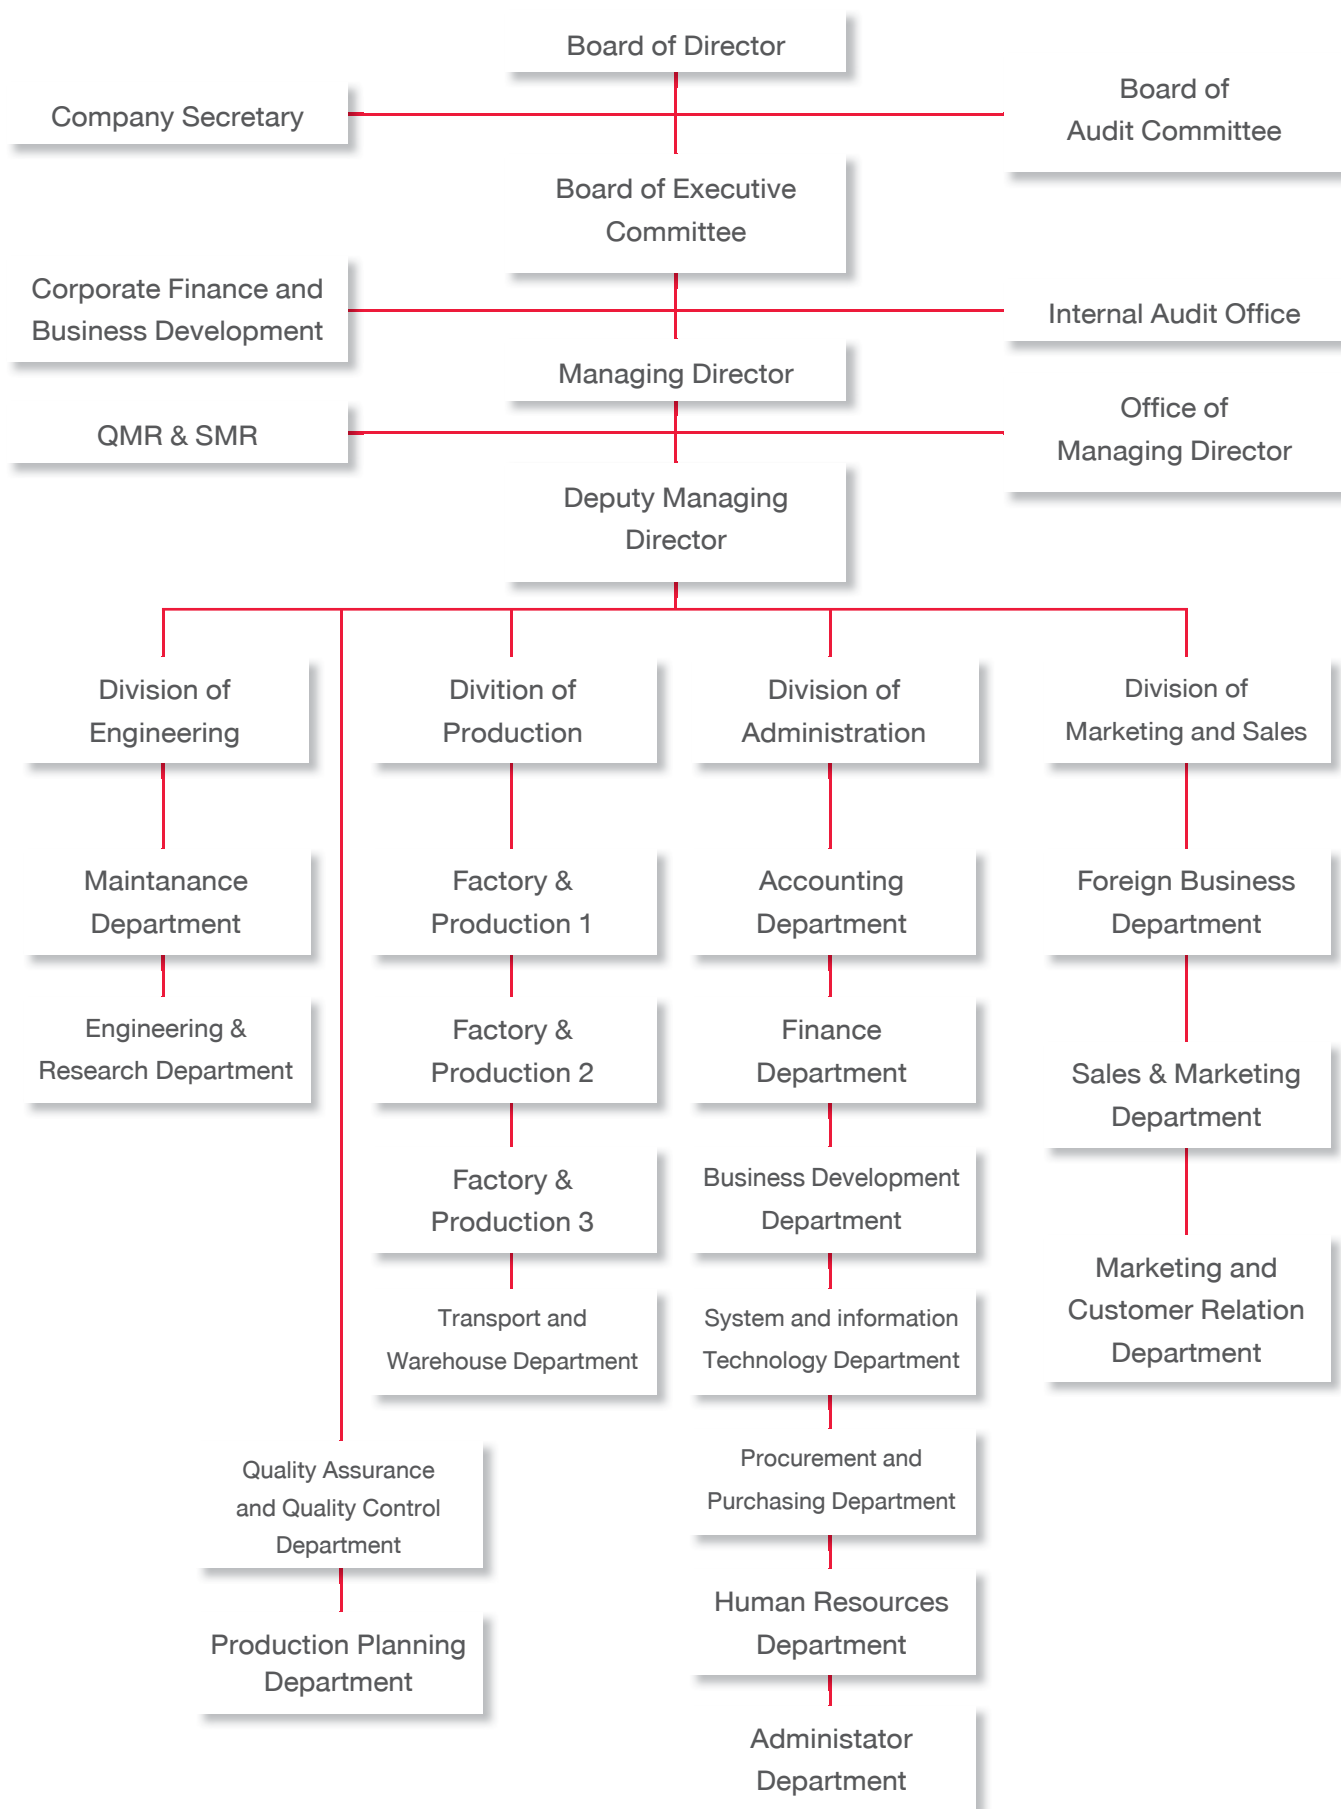 Board of Director
Company Secretary
Board of
Audit Committee
Board of Executive
Committee
Corporate Finance and
Business Development
Internal Audit Office
Managing Director
QMR & SMR
Office of
Managing Director
Deputy Managing
Director
Division of
Engineering
Divition of
Production
Division of
Administration
Division of
Marketing and Sales
Maintanance
Department
Factory &
Production 1
Accounting
Department
Foreign Business
Department
Engineering &
Research Department
Factory &
Production 2
Finance
Department
Sales & Marketing
Department
Factory &
Production 3
Business Development
Department
Marketing and
Customer Relation
Department
Transport and
Warehouse Department
System and information
Technology Department
Quality Assurance
and Quality Control
Department
Procurement and
Purchasing Department
Production Planning
Department
Human Resources
Department
Administator
Department